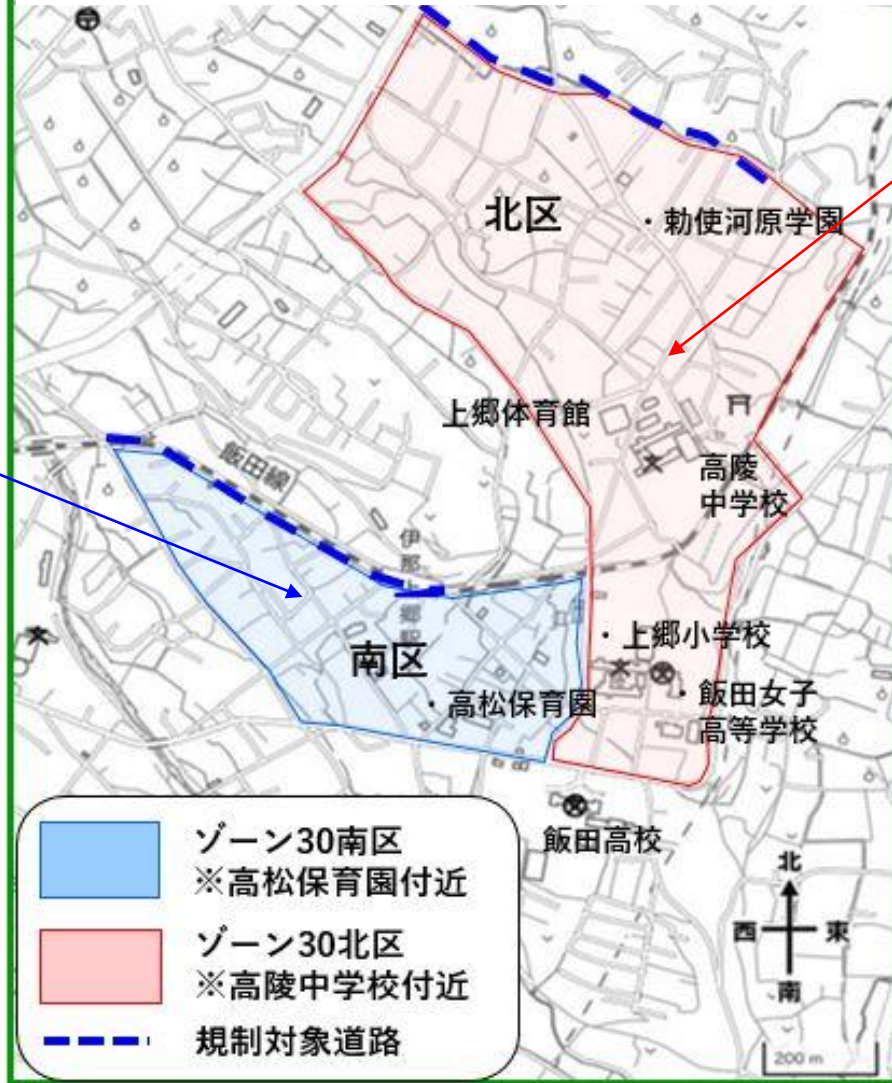 北区
・勅使河原学園
上郷体育館
高陵
中学校
飯田線
伊那上郷駅
・上郷小学校
南区
・高松保育園
・飯田女子
高等学校
飯田高校
ゾーン30南区
※高松保育園付近
ゾーン30北区
※高陵中学校付近
規制対象道路
北
西
東
南
200 m